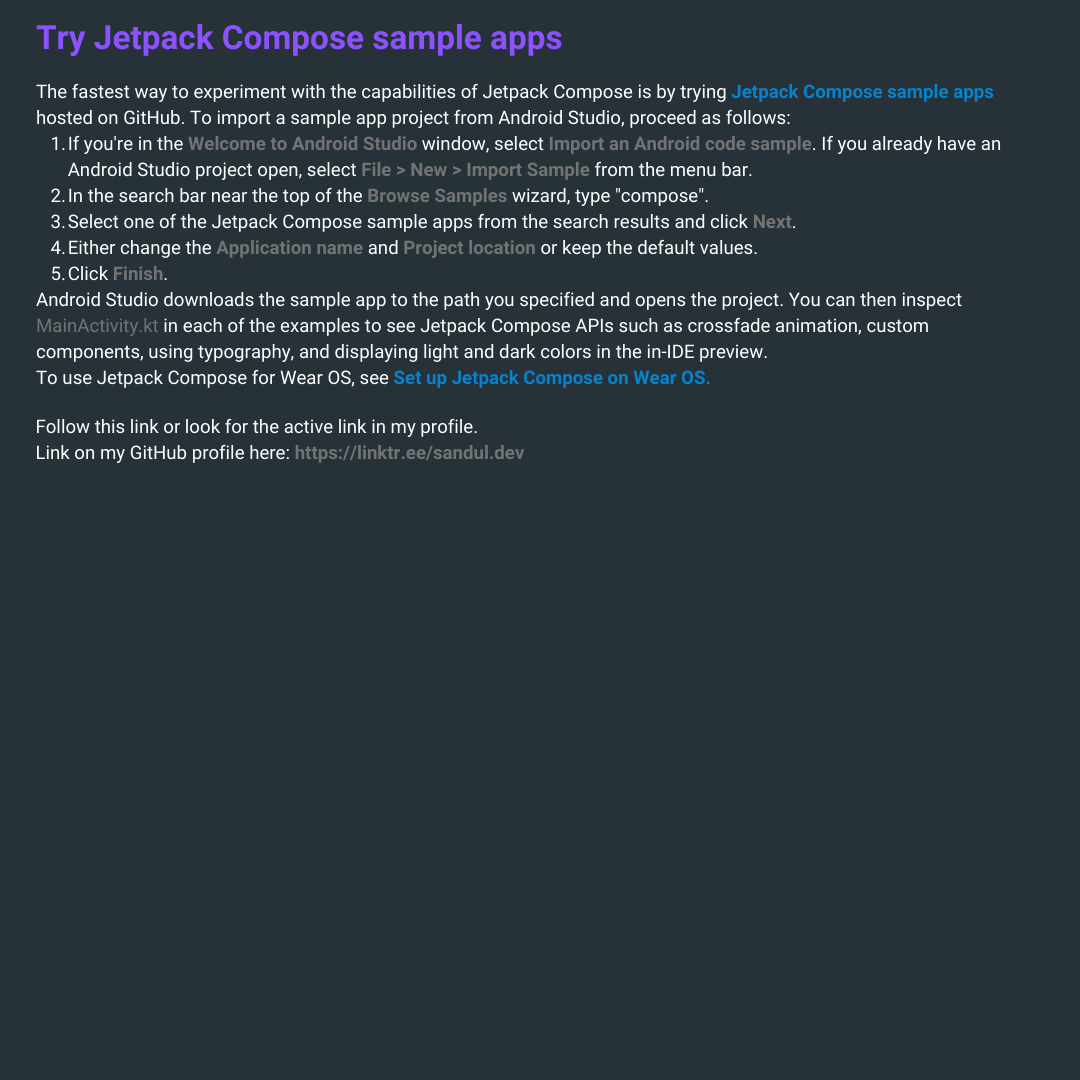 Try Jetpack Compose sample apps
The fastest way to experiment with the capabilities of Jetpack Compose is by trying Jetpack Compose sample apps
hosted on GitHub. To import a sample app project from Android Studio, proceed as follows:
1. If you're in the Welcome to Android Studio window, select Import an Android code sample. If you already have an
Android Studio project open, select File > New > Import Sample from the menu bar.
2. In the search bar near the top of the Browse Samples wizard, type "compose".
3. Select one of the Jetpack Compose sample apps from the search results and click Next.
4. Either change the Application name and Project location or keep the default values.
5. Click Finish.
Android Studio downloads the sample app to the path you specified and opens the project. You can then inspect
MainActivity.kt in each of the examples to see Jetpack Compose APIs such as crossfade animation, custom
components, using typography, and displaying light and dark colors in the in-IDE preview.
To use Jetpack Compose for Wear OS, see Set up Jetpack Compose on Wear OS.
Follow this link or look for the active link in my profile.
Link on my GitHub profile here: https://linktr.ee/sandul.dev